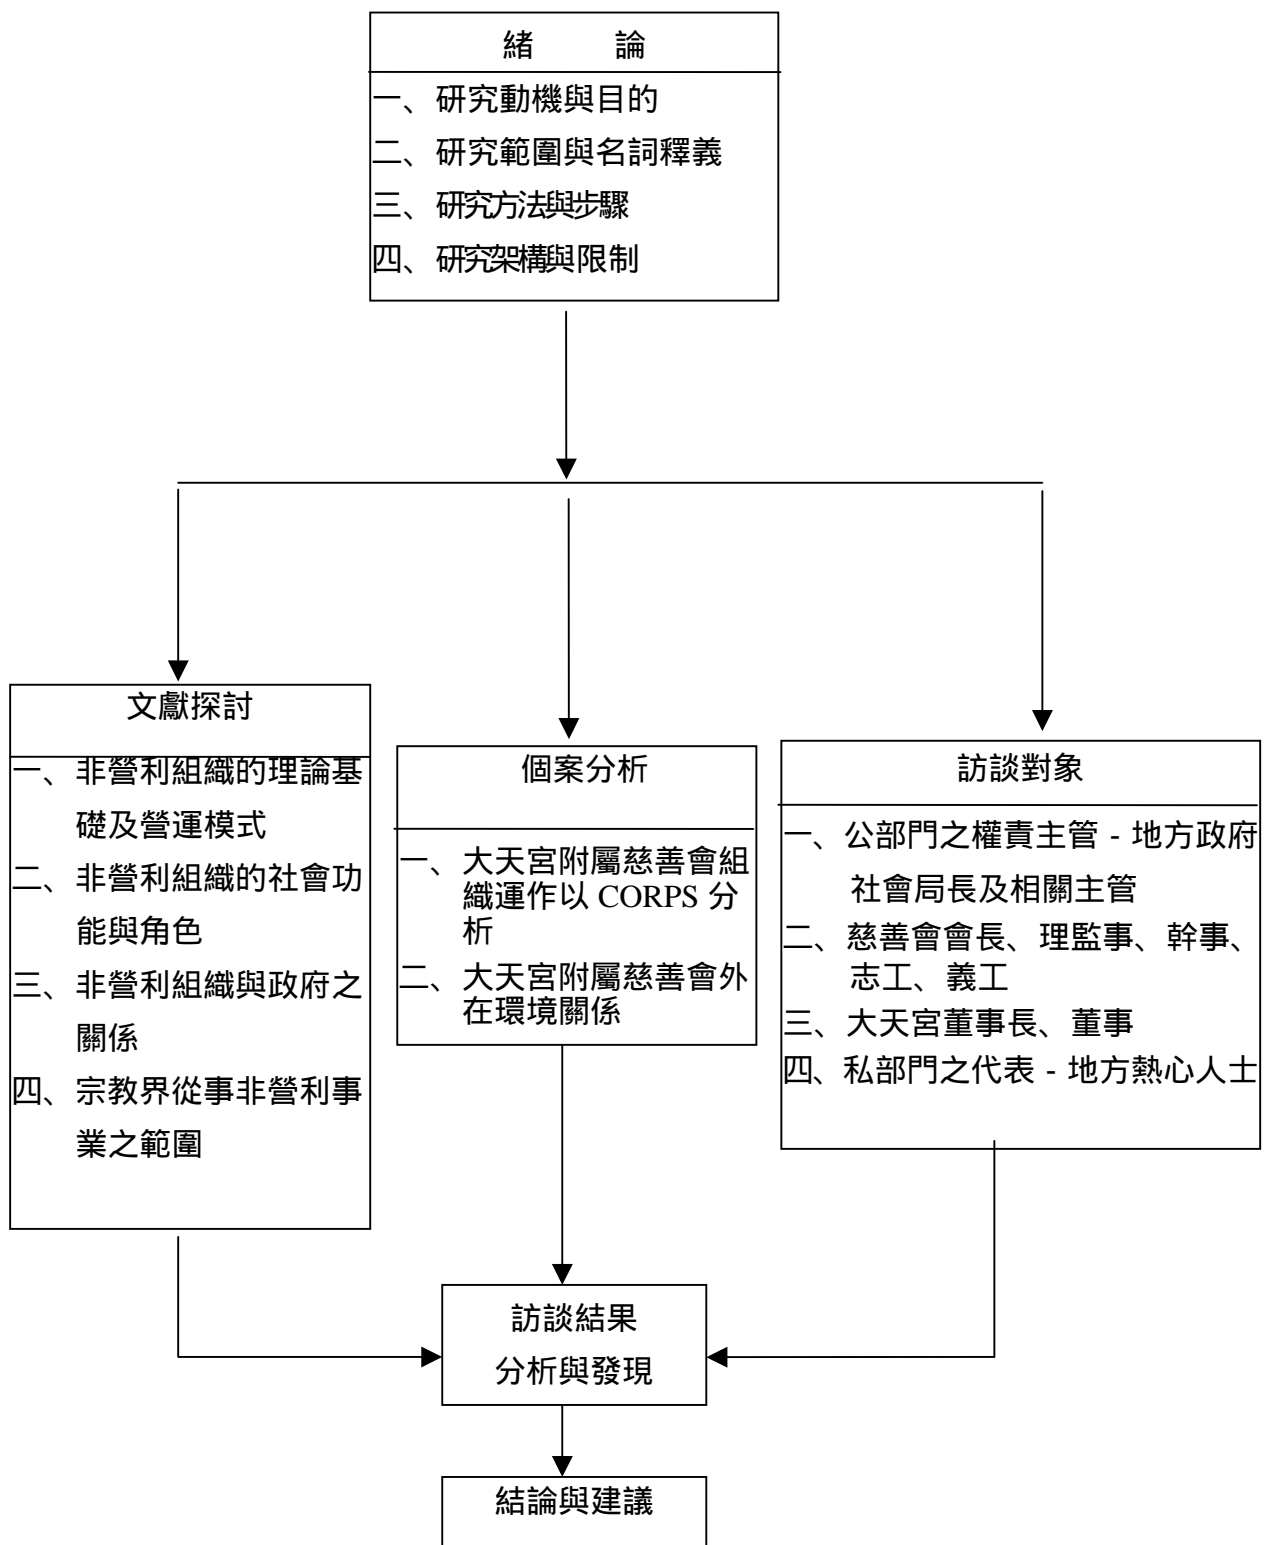 緒 論
一、研究動機與目的
二、研究範圍與名詞釋義
三、研究方法與步驟
四、研究架構與限制
文獻探討
一、非營利組織的理論基
礎及營運模式
二、非營利組織的社會功
能與角色
三、非營利組織與政府之
關係
四、宗教界從事非營利事
業之範圍
個案分析
一、大天宮附屬慈善會組
織運作以 CORPS 分
析
二、大天宮附屬慈善會外
在環境關係
訪談對象
一、公部門之權責主管 - 地方政府
社會局長及相關主管
二、慈善會會長、理監事、幹事、
志工、義工
三、大天宮董事長、董事
四、私部門之代表 - 地方熱心人士
訪談結果
分析與發現
結論與建議